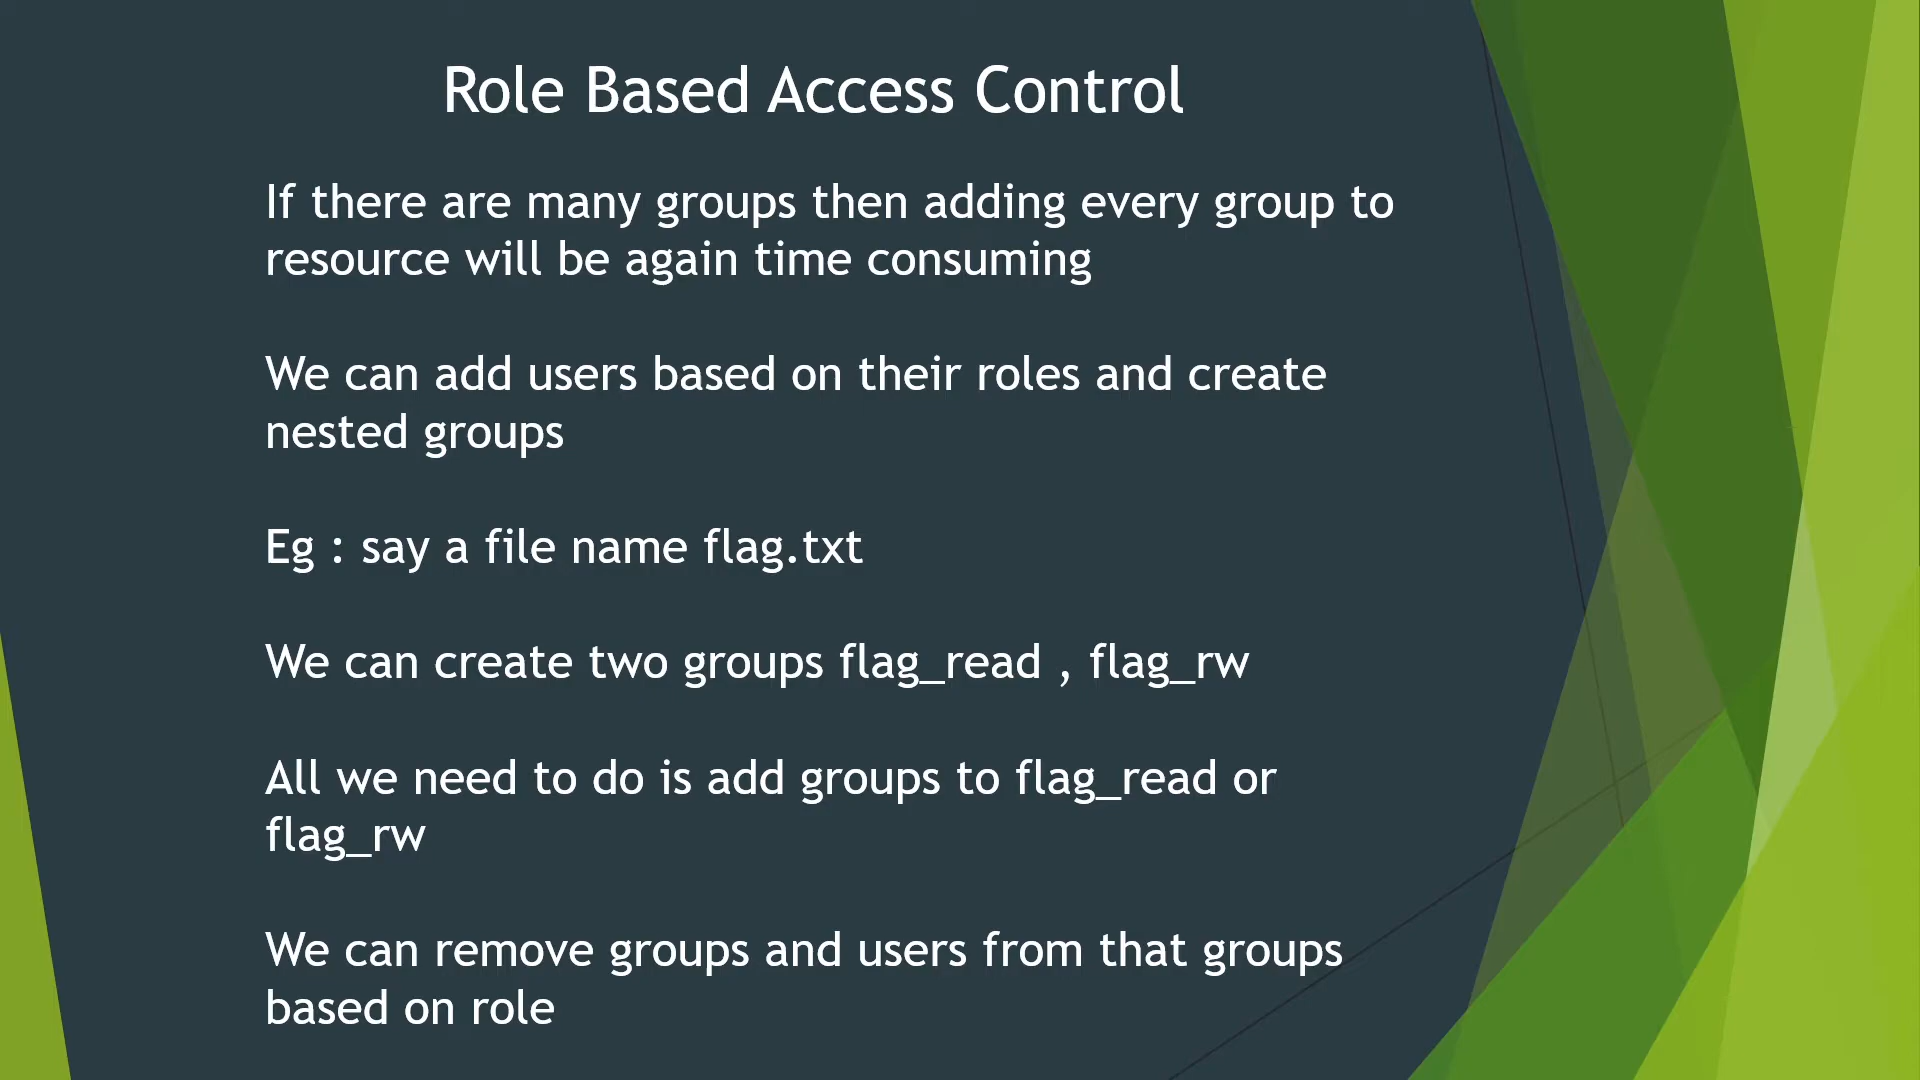 Role Based Access Control
If there are many groups then adding every group to
resource will be again time consuming
We can add users based on their roles and create
nested groups
Eg : say a file name flag.txt
We can create two groups flag_read , flag_rw
All we need to do is add groups to flag_read or
flag_rw
We can remove groups and users from that groups
based on role